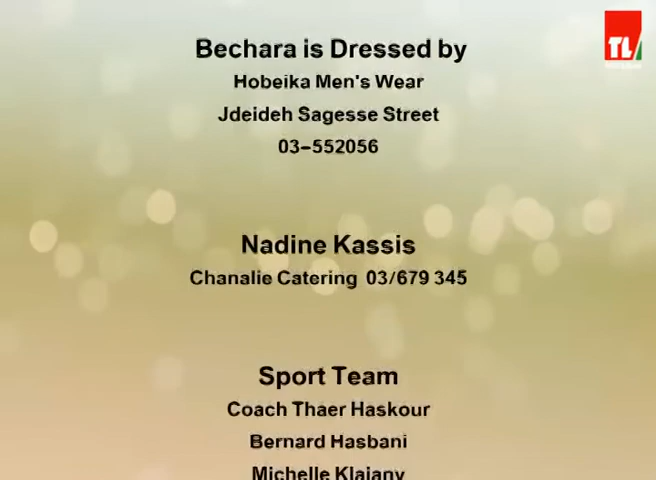 TL
Bechara is Dressed by
Hobeika Men's Wear
Jdeideh Sagesse Street
03-552056
Nadine Kassis
Chanalie Catering 03/679 345
Sport Team
Coach Thaer Haskour
Bernard Hasbani
Michelle Klaiany